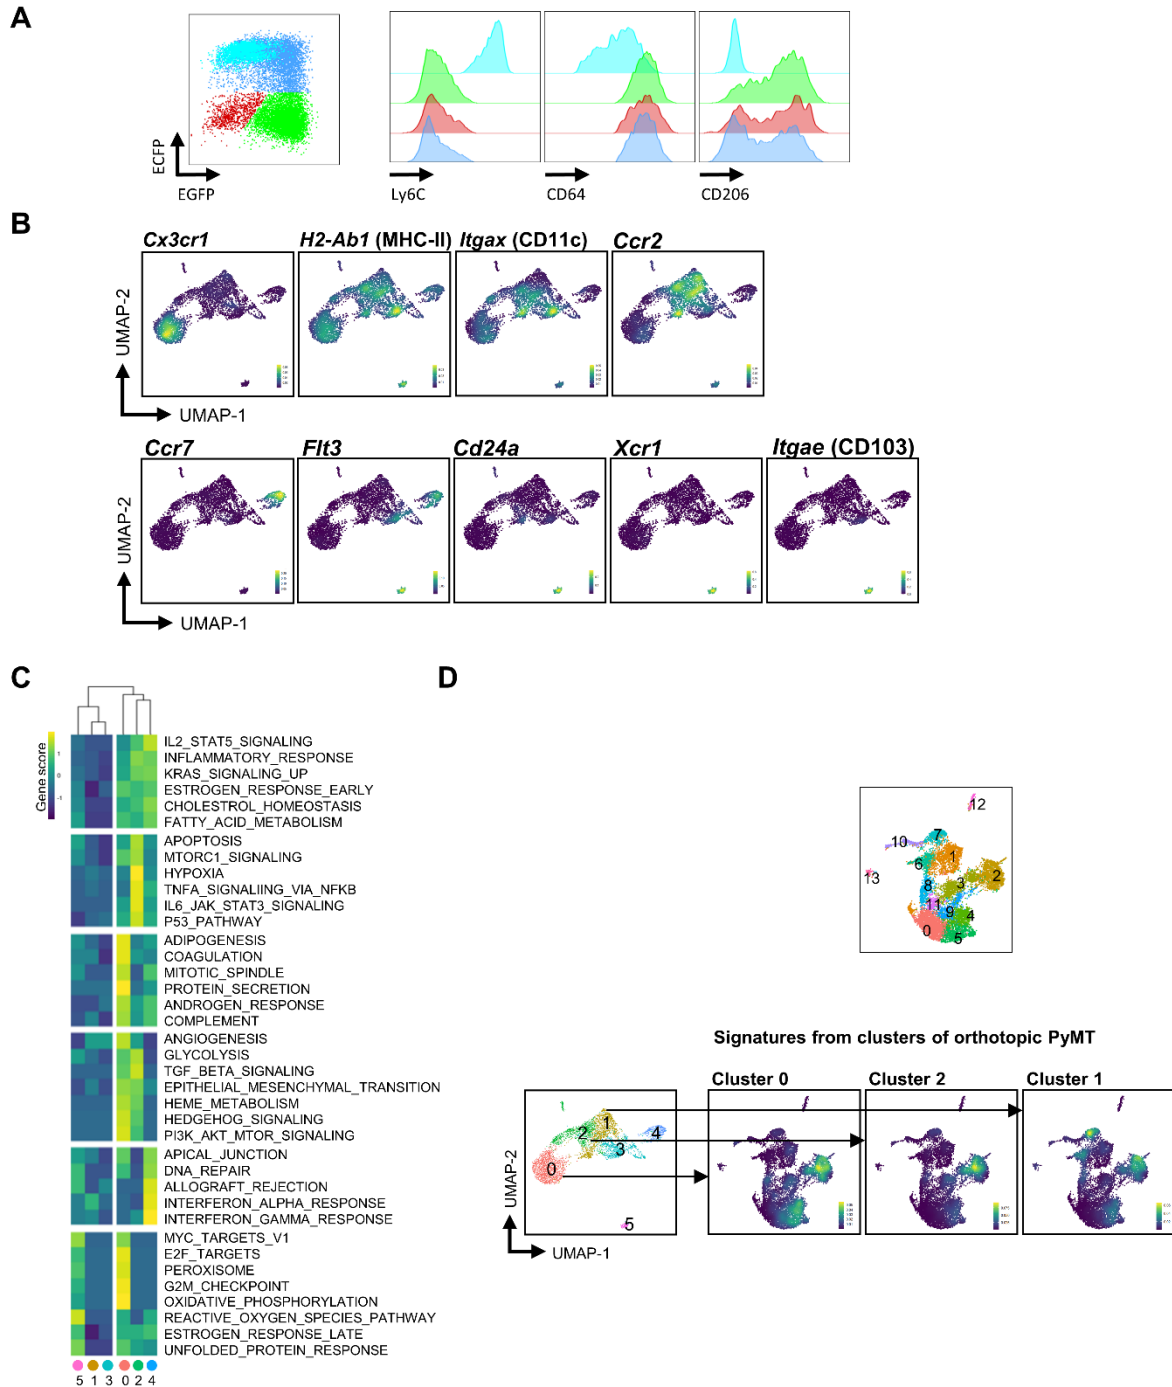 A
ECFP
EGFP
Ly6C
CD64
CD206
B
Cx3cr1
H2-Ab1 (MHC-II)
Itgax (CD11c)
Ccr2
UMAP-2
UMAP-1
Ccr7
Flt3
Cd24a
Xcr1
Itgae (CD103)
UMAP-2
UMAP-1
C
Gene score
1
0
-1
IL2_STAT5_SIGNALING
INFLAMMATORY_RESPONSE
KRAS_SIGNALING_UP
ESTROGEN_RESPONSE_EARLY
CHOLESTROL_HOMEOSTASIS
FATTY_ACID_METABOLISM
APOPTOSIS
MTORC1_SIGNALING
HYPOXIA
TNFA_SIGNALIING_VIA_NFKB
IL6_JAK_STAT3_SIGNALING
P53_PATHWAY
ADIPOGENESIS
COAGULATION
MITOTIC_SPINDLE
PROTEIN_SECRETION
ANDROGEN_RESPONSE
COMPLEMENT
ANGIOGENESIS
GLYCOLYSIS
TGF_BETA_SIGNALING
EPITHELIAL_MESENCHYMAL_TRANSITION
HEME_METABOLISM
HEDGEHOG_SIGNALING
PI3K_AKT_MTOR_SIGNALING
APICAL_JUNCTION
DNA_REPAIR
ALLOGRAFT_REJECTION
INTERFERON_ALPHA_RESPONSE
INTERFERON_GAMMA_RESPONSE
MYC_TARGETS_V1
E2F_TARGETS
PEROXISOME
G2M_CHECKPOINT
OXIDATIVE_PHOSPHORYLATION
REACTIVE_OXYGEN_SPECIES_PATHWAY
ESTROGEN_RESPONSE_LATE
UNFOLDED_PROTEIN_RESPONSE
5 1 3 0 2 4
D
12
7
10
1
6
13
2
3
8
11
9
4
0
5
Signatures from clusters of orthotopic PyMT
Cluster 0
Cluster 2
Cluster 1
1
2
4
3
0
5
UMAP-2
UMAP-1